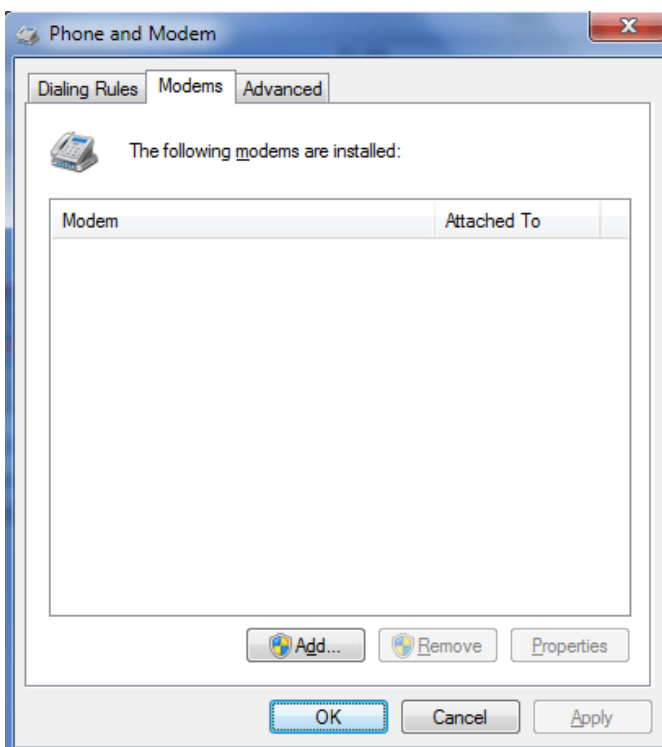 Phone and Modem
Dialing Rules Modems Advanced
The following modems are installed:
Modem Attached To
Add... Remove Properties
OK Cancel Apply